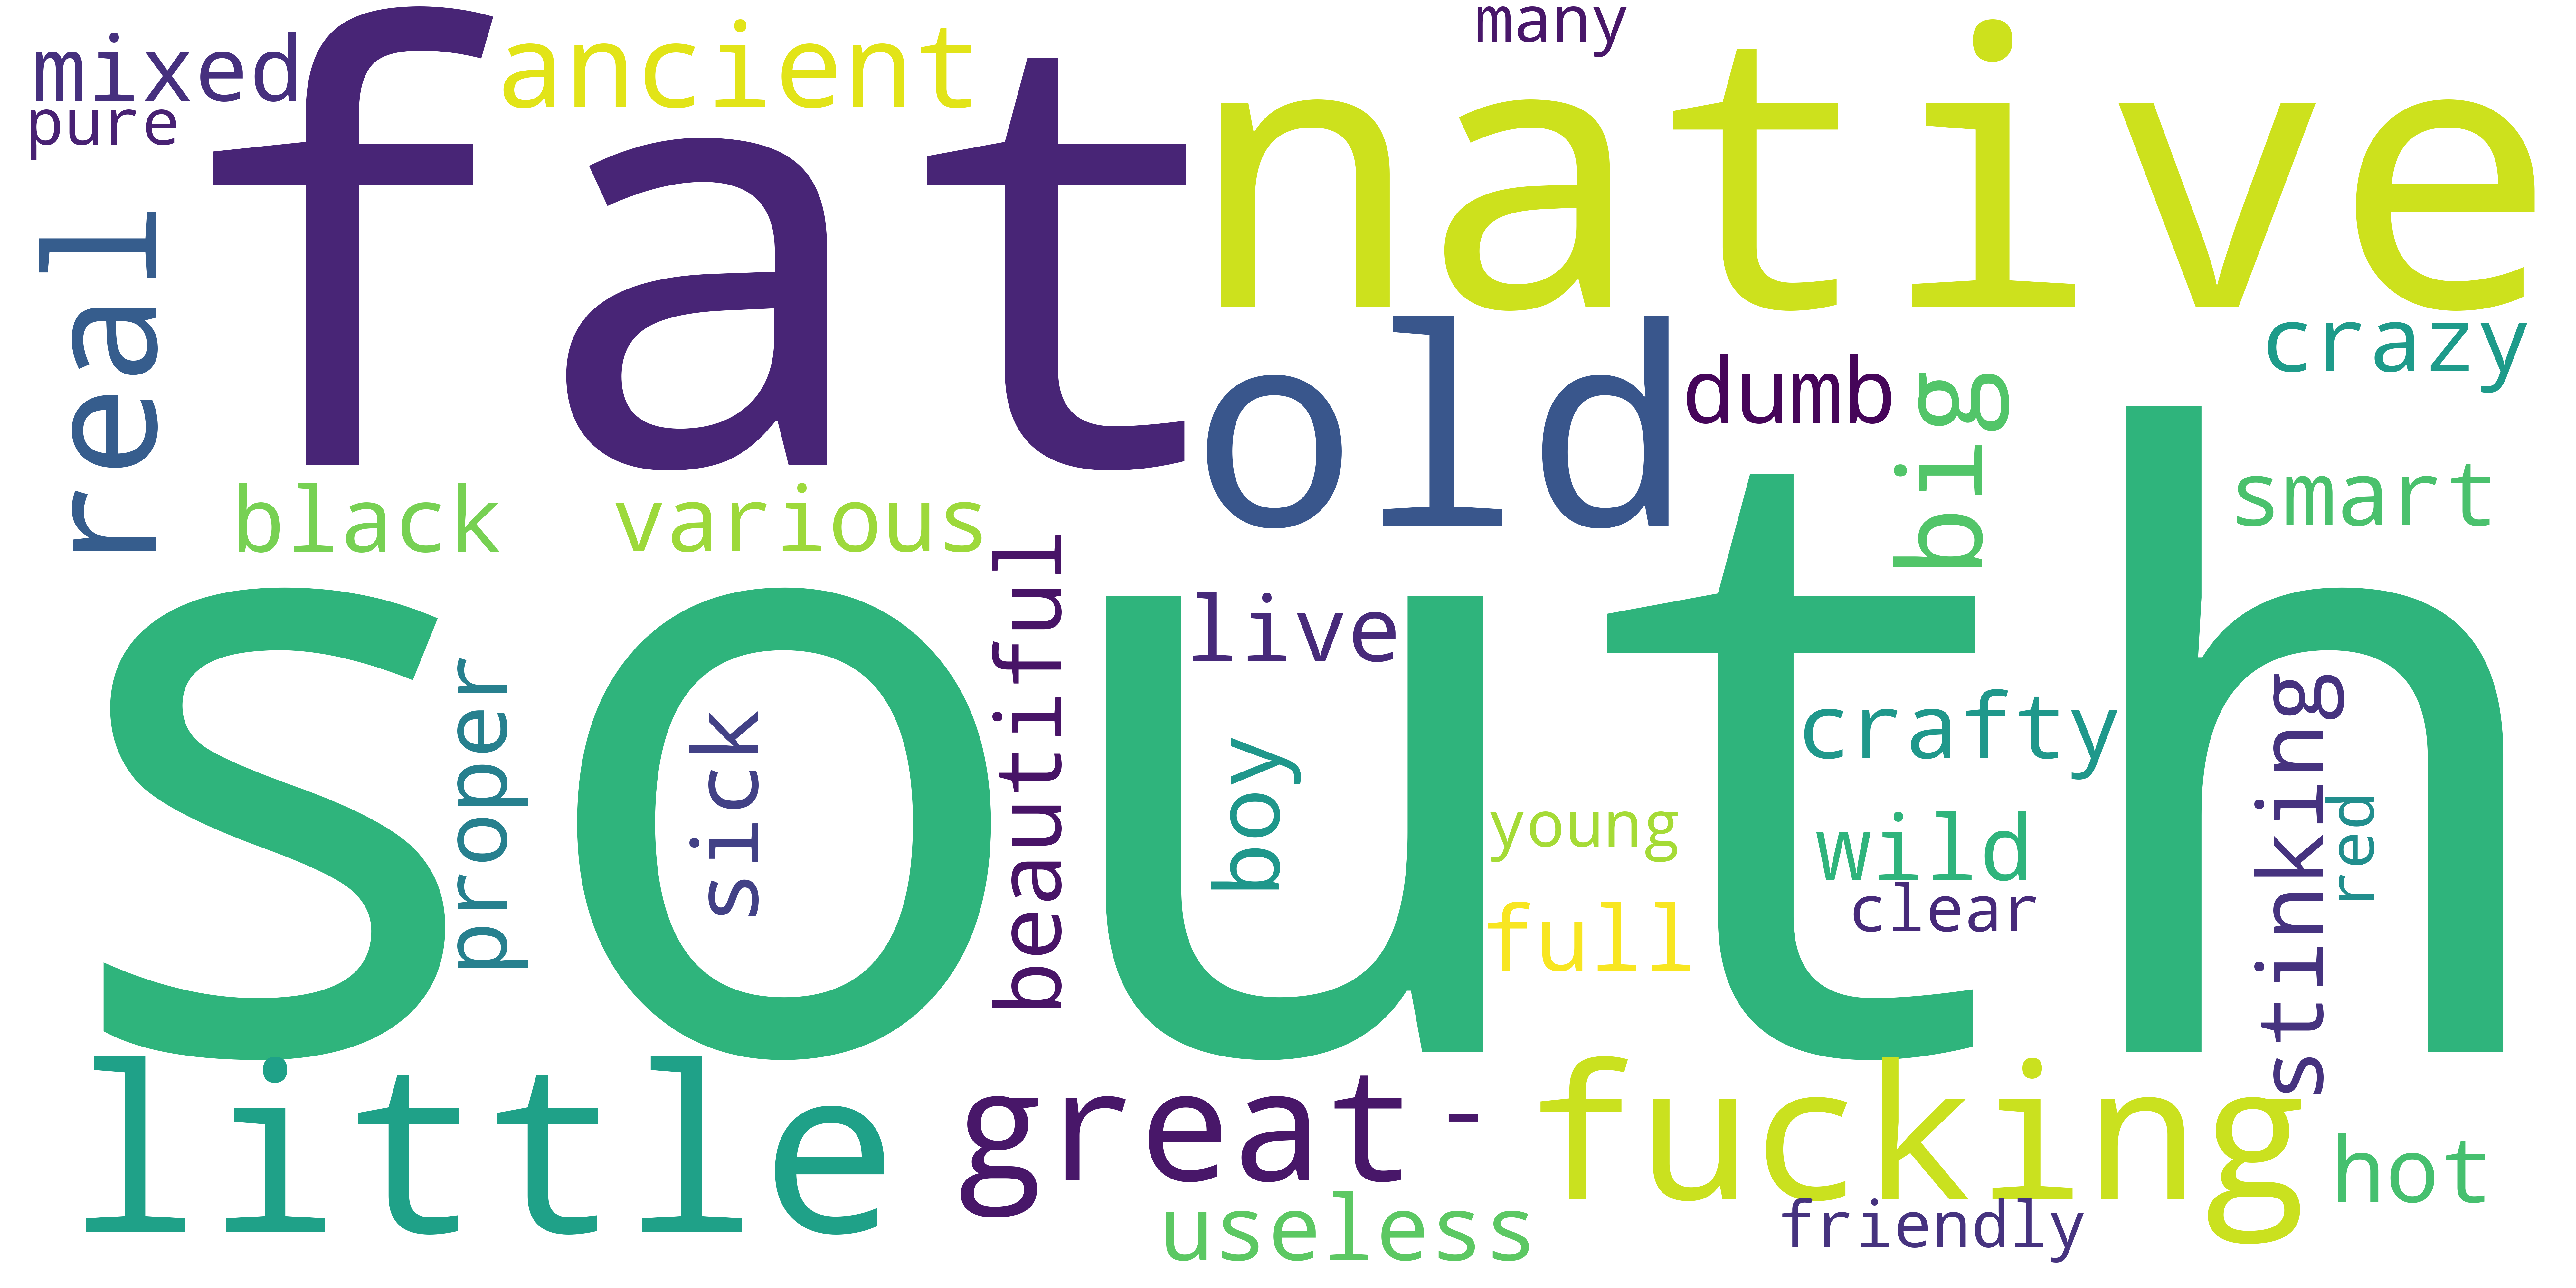 many
mixed
ancient
pure
fat
native
real
old
crazy
dumb
big
smart
black
various
south
beautiful
live
proper
sick
boy
crafty
stinking
young
wild
red
full
clear
little
great-
fucking
hot
useless
friendly